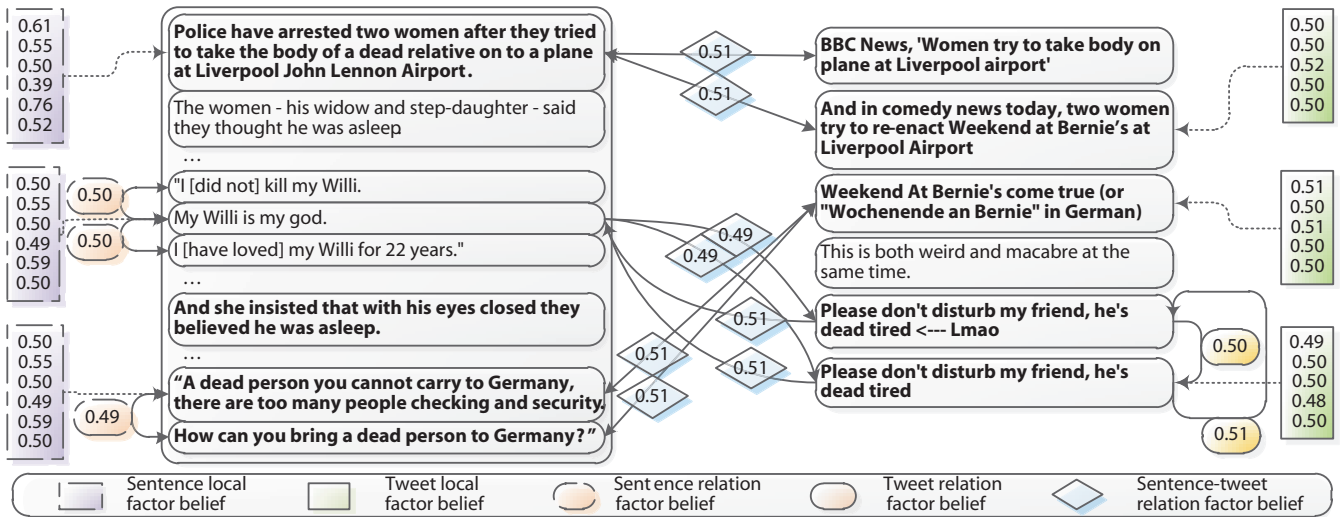 0.61
0.55
0.50
0.39
0.76
0.52
0.50
0.55
0.50
0.49
0.59
0.50
0.50
0.55
0.50
0.49
0.59
0.50
0.50
0.50
0.49
Police have arrested two women after they tried
to take the body of a dead relative on to a plane
at Liverpool John Lennon Airport.
The women - his widow and step-daughter - said
they thought he was asleep.
...
"I [did not] kill my Willi.
My Willi is my god.
I [have loved] my Willi for 22 years."
...
And she insisted that with his eyes closed they
believed he was asleep.
...
“A dead person you cannot carry to Germany,
there are too many people checking and security.
How can you bring a dead person to Germany?”
0.51
0.51
0.49
0.49
0.51
0.51
0.51
0.51
BBC News, 'Women try to take body on
plane at Liverpool airport'
And in comedy news today, two women
try to re-enact Weekend at Bernie’s at
Liverpool Airport
Weekend At Bernie's come true (or
"Wochenende an Bernie" in German)
This is both weird and macabre at the
same time.
Please don't disturb my friend, he's
dead tired <--- Lmao
Please don't disturb my friend, he's
dead tired
0.50
0.51
0.50
0.50
0.52
0.50
0.50
0.50
0.51
0.50
0.51
0.50
0.50
0.49
0.50
0.50
0.48
0.50
Sentence local
factor belief
Tweet local
factor belief
Sentence relation
factor belief
Tweet relation
factor belief
Sentence-tweet
relation factor belief